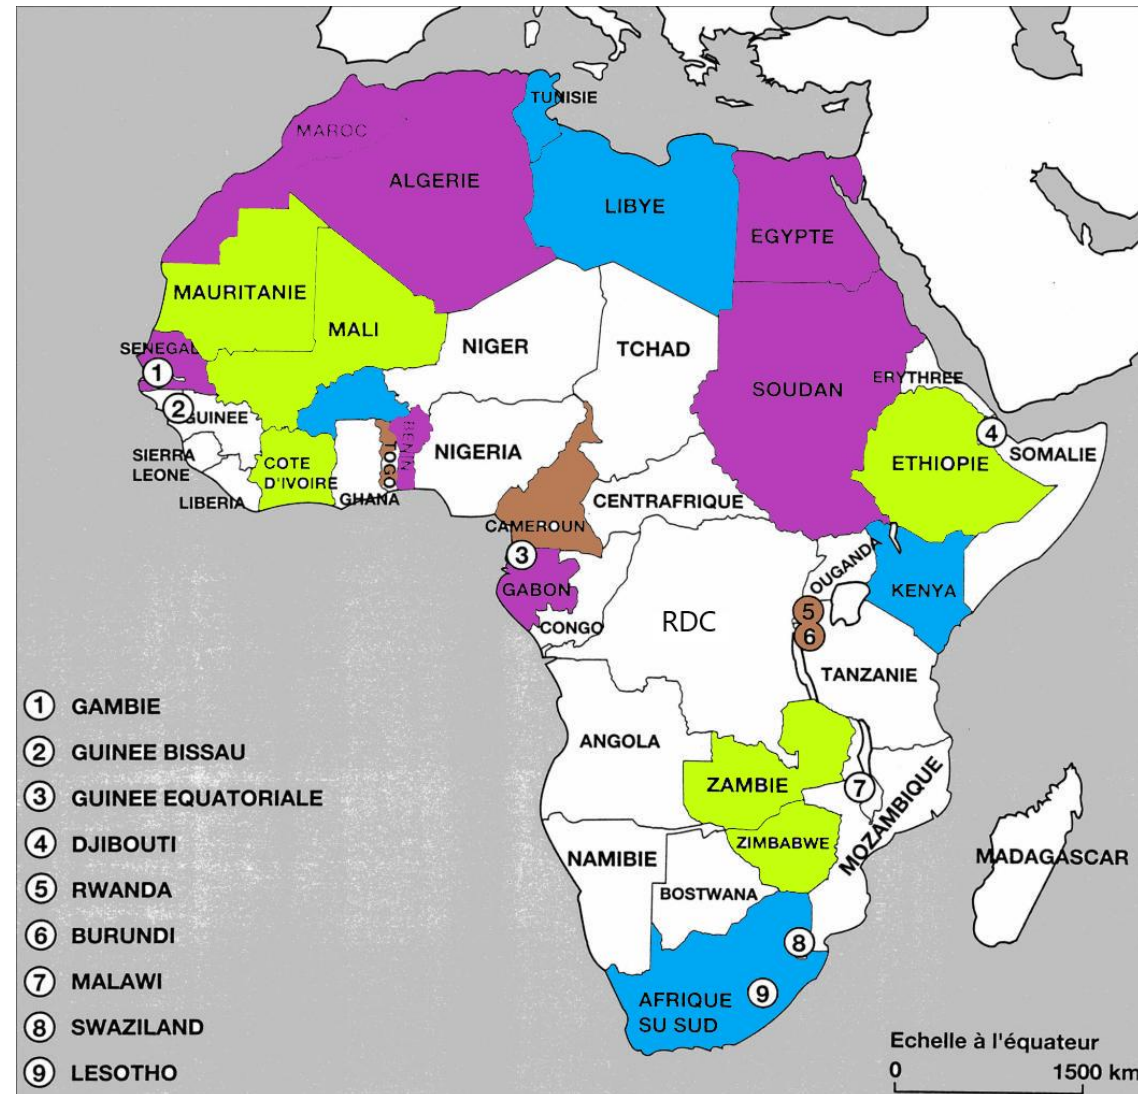 TUNISIE
MAROC
ALGERIE
LIBYE
EGYPTE
MAURITANIE
MALI
NIGER
TCHAD
SENEGAL
1
SOUDAN
ERYTHREE
2
GUINEE
BENIN
TOGO
NIGERIA
4
SOMALIE
ETHIOPIE
SIERRA
LEONE
COTE
D'IVOIRE
LIBERIA
GHANA
CENTRAFRIQUE
CAMEROUN
3
OUGANDA
GABON
KENYA
CONGO
RDC
5
6
TANZANIE
ANGOLA
ZAMBIE
7
MOZAMBIQUE
ZIMBABWE
NAMIBIE
BOSTWANA
MADAGASCAR
8
AFRIQUE
SU SUD
9
1 GAMBIE
2 GUINEE BISSAU
3 GUINEE EQUATORIALE
4 DJIBOUTI
5 RWANDA
6 BURUNDI
7 MALAWI
8 SWAZILAND
9 LESOTHO
Echelle à l'équateur
0 1500 km